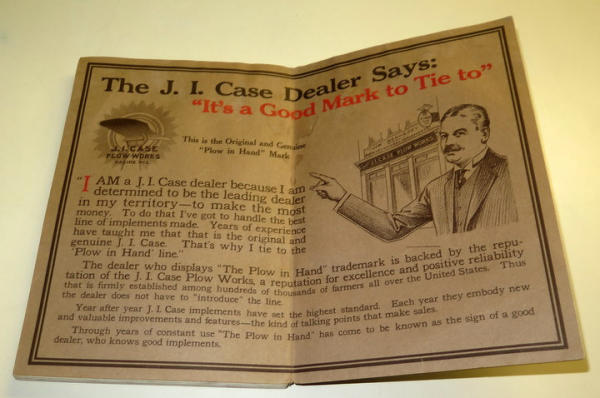 The J. I. Case Dealer Says:
"It's a Good Mark to Tie to"
J. I. CASE
PLOW WORKS
RACINE WIS.
This is the Original and Genuine
"Plow in Hand" Mark
J. I. CASE PLOW WORKS
"I AM a J. I. Case dealer because I am
determined to be the leading dealer
in my territory—to make the most
money. To do that I've got to handle the best
line of implements made. Years of experience
have taught me that that is the original and
genuine J. I. Case. That's why I tie to the
'Plow in Hand' line."
The dealer who displays "The Plow in Hand" trademark is backed by the repu-
tation of the J. I. Case Plow Works, a reputation for excellence and positive reliability
that is firmly established among hundreds of thousands of farmers all over the United States. Thus
the dealer does not have to "introduce" the line.
Year after year J. I. Case implements have set the highest standard. Each year they embody new
and valuable improvements and features—the kind of talking points that make sales.
Through years of constant use "The Plow in Hand" has come to be known as the sign of a good
dealer, who knows good implements.